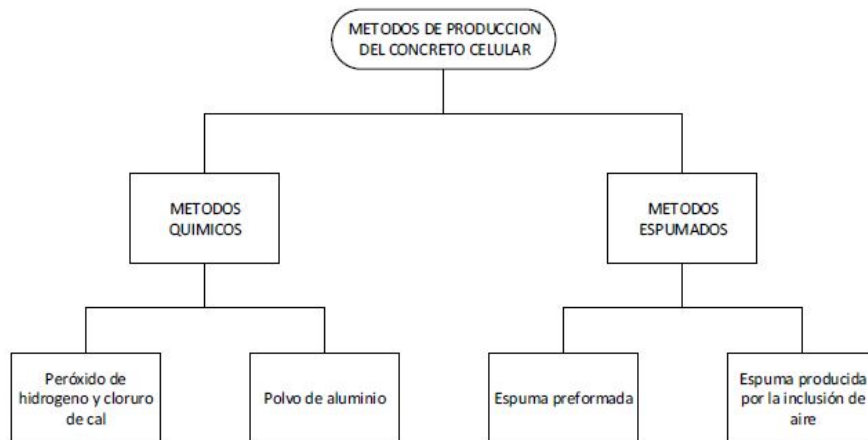 METODOS DE PRODUCCION
DEL CONCRETO CELULAR
METODOS
QUIMICOS
METODOS
ESPUMADOS
Peróxido de
hidrogeno y cloruro
de cal
Polvo de aluminio
Espuma preformada
Espuma producida
por la inclusión de
aire